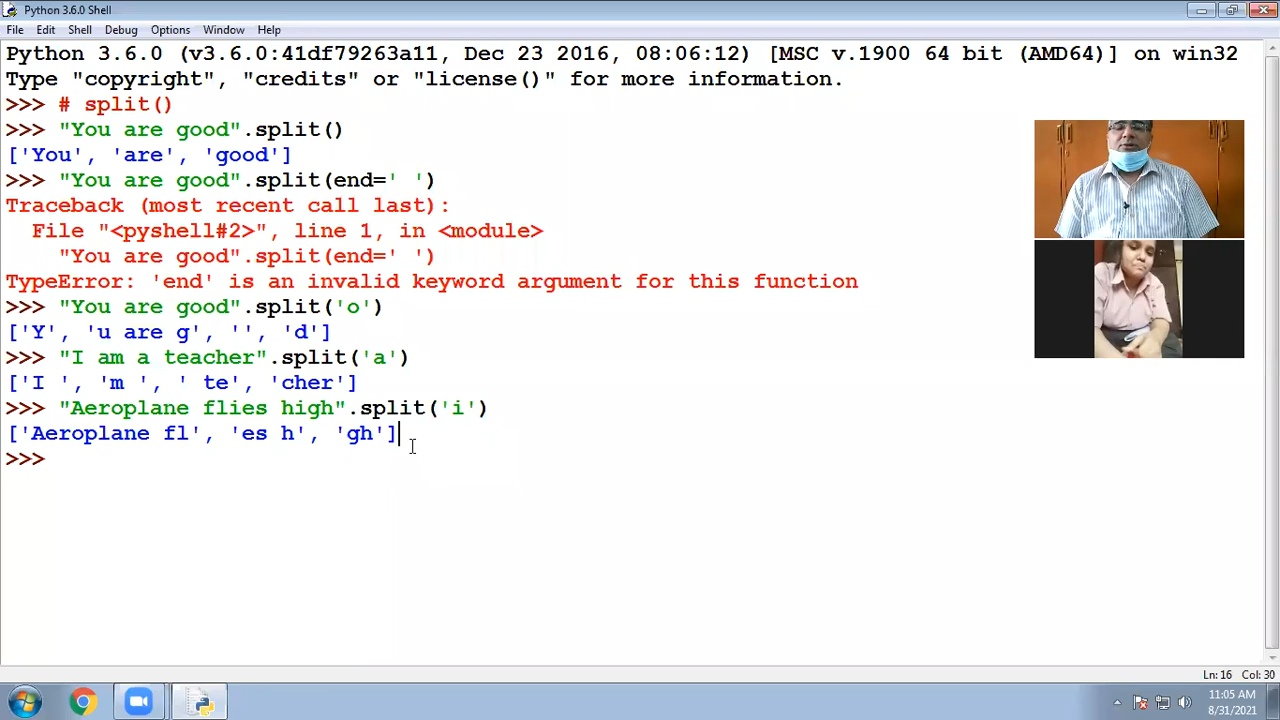 Python 3.6.0 Shell
File Edit Shell Debug Options Window Help
Python 3.6.0 (v3.6.0:41df79263a11, Dec 23 2016, 08:06:12) [MSC v.1900 64 bit (AMD64)] on win32
Type "copyright", "credits" or "license()" for more information.
>>> # split()
>>> "You are good".split()
['You', 'are', 'good']
>>> "You are good".split(end=' ')
Traceback (most recent call last):
  File "<pyshell#2>", line 1, in <module>
    "You are good".split(end=' ')
TypeError: 'end' is an invalid keyword argument for this function
>>> "You are good".split('o')
['Y', 'u are g', '', 'd']
>>> "I am a teacher".split('a')
['I ', 'm ', ' te', 'cher']
>>> "Aeroplane flies high".split('i')
['Aeroplane fl', 'es h', 'gh']
>>>
Ln: 16 Col: 30
11:05 AM
8/31/2021